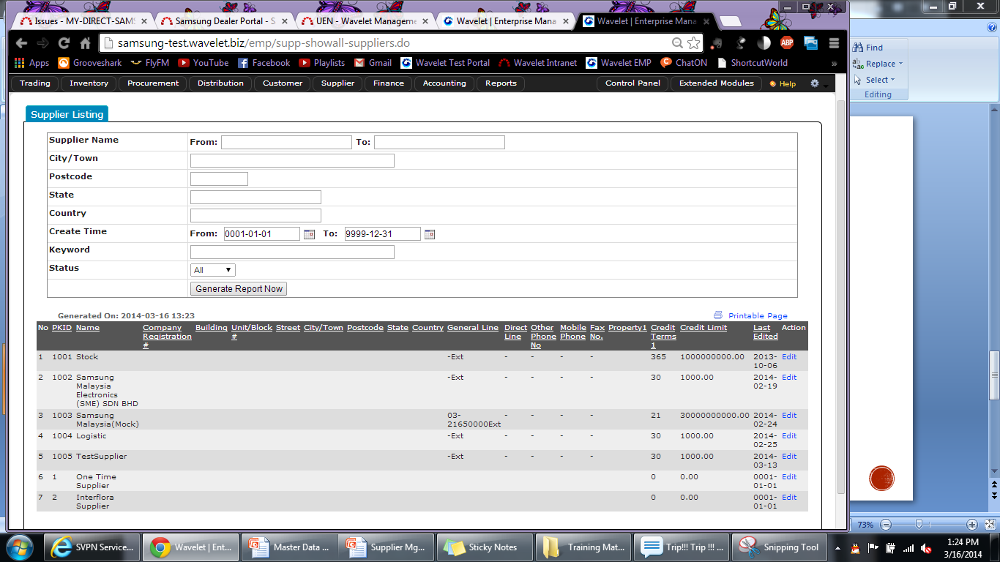 Issues - MY-DIRECT-SAMS
Samsung Dealer Portal - S
UEN - Wavelet Manageme
Wavelet | Enterprise Mana
Wavelet | Enterprise Mana
samsung-test.wavelet.biz/emp/supp-showall-suppliers.do
ABP
Apps Grooveshark FlyFM YouTube Facebook Playlists Gmail Wavelet Test Portal Wavelet Intranet Wavelet EMP ChatON ShortcutWorld »
Trading Inventory Procurement Distribution Customer Supplier Finance Accounting Reports Control Panel Extended Modules Help
Find
Replace
Select
Editing
Supplier Listing
Supplier Name From: To:
City/Town
Postcode
State
Country
Create Time From: 0001-01-01 To: 9999-12-31
Keyword
Status All
Generate Report Now
Generated On: 2014-03-16 13:23 Printable Page
No PKID Name Company Registration # Building Unit/Block # Street City/Town Postcode State Country General Line Direct Line Other Phone No Mobile Phone Fax No. Property1 Credit Terms 1 Credit Limit Last Edited Action
1 1001 Stock -Ext - - - - 365 1000000000.00 2013-10-06 Edit
2 1002 Samsung Malaysia Electronics (SME) SDN BHD -Ext - - - - 30 1000.00 2014-02-19 Edit
3 1003 Samsung Malaysia(Mock) 03-21650000Ext - - - - 21 30000000000.00 2014-02-24 Edit
4 1004 Logistic -Ext - - - - 30 1000.00 2014-02-25 Edit
5 1005 TestSupplier -Ext - - - - 30 1000.00 2014-03-13 Edit
6 1 One Time Supplier 0 0.00 0001-01-01 Edit
7 2 Interflora Supplier 0 0.00 0001-01-01 Edit
73%
SVPN Service... Wavelet | Ent... Master Data ... Supplier Mg... Sticky Notes Training Mat... Trip!!! Trip !!! ... Snipping Tool
1:24 PM
3/16/2014